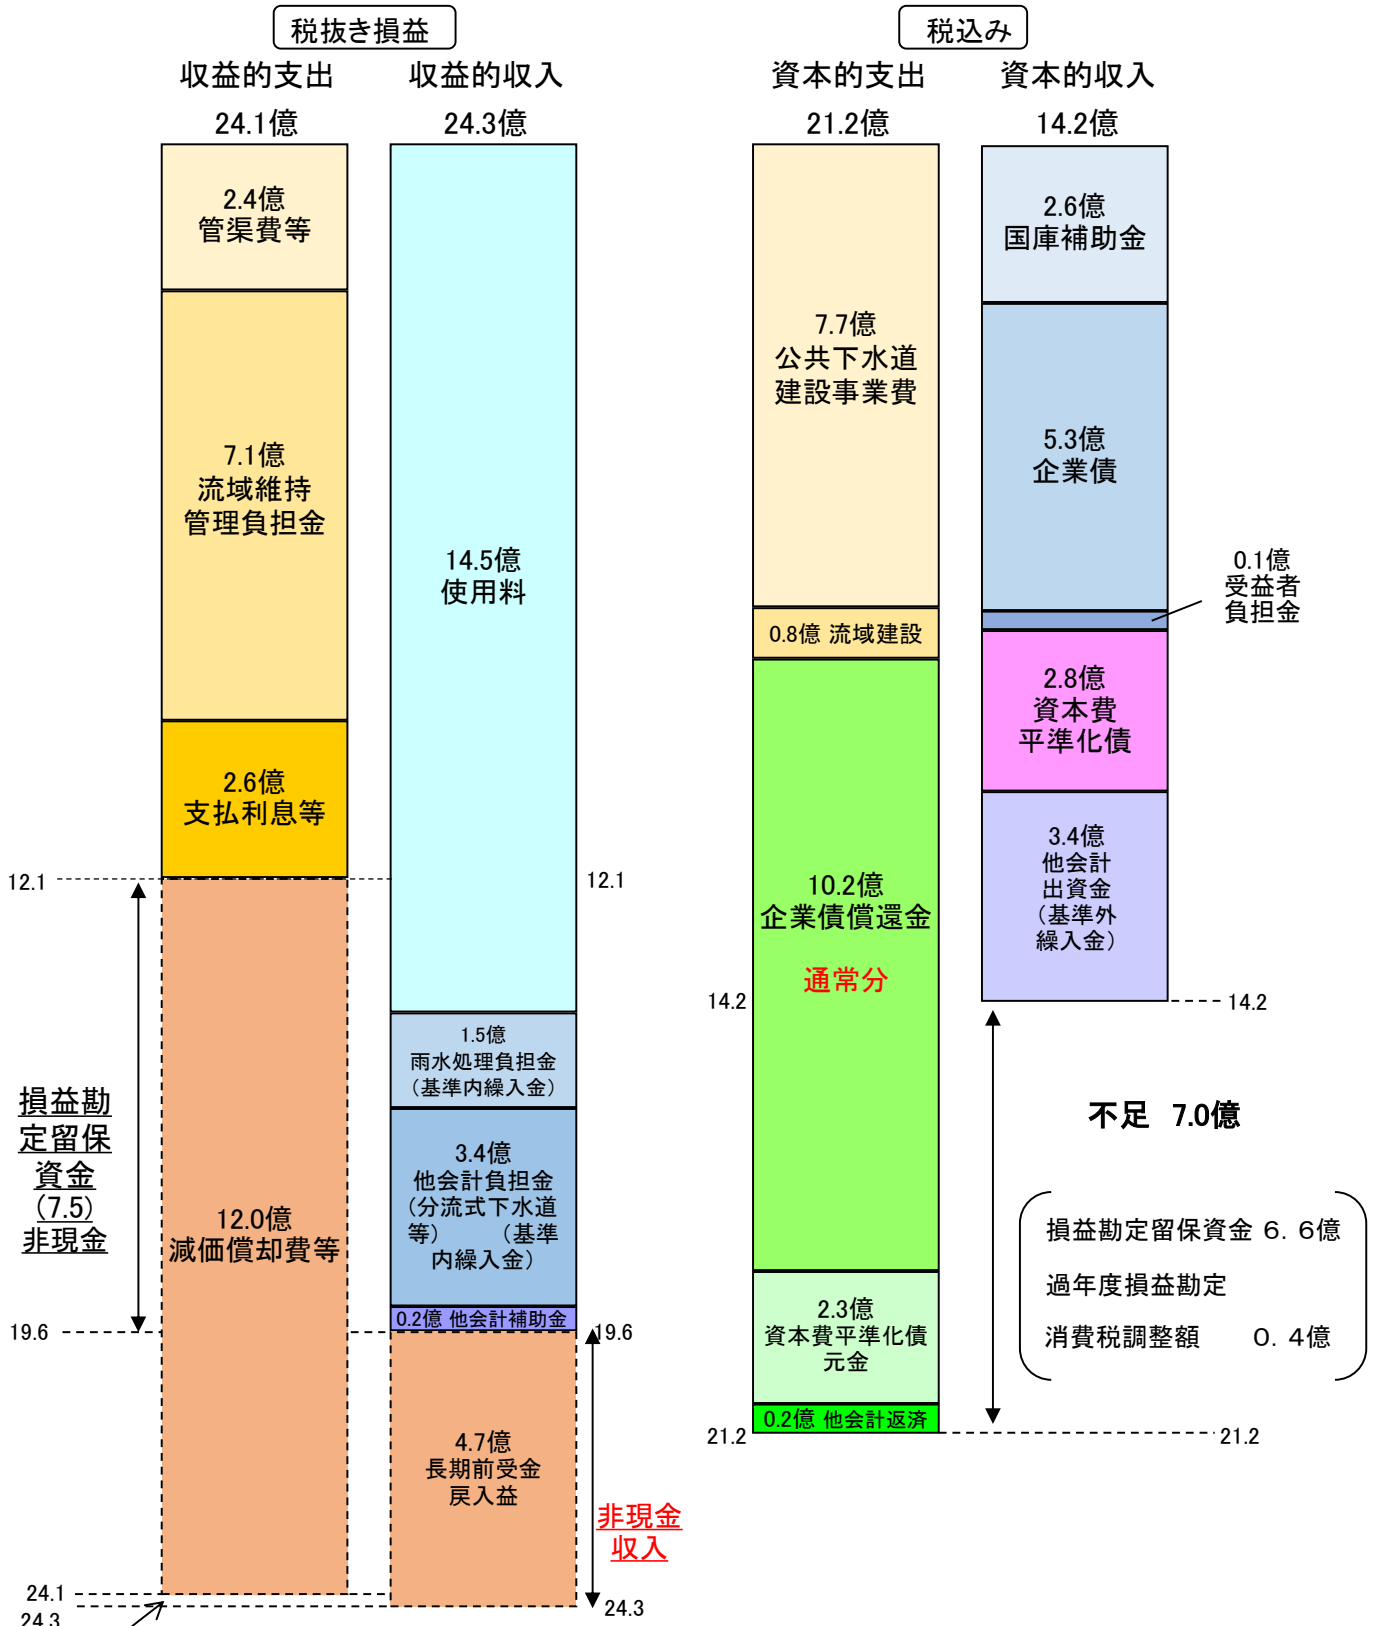 税抜き損益
税込み
収益的支出
収益的収入
資本的支出
資本的収入
24.1億
24.3億
21.2億
14.2億
2.4億
管渠費等
7.1億
流域維持
管理負担金
2.6億
支払利息等
12.1
12.0億
減価償却費等
損益勘
定留保
資金
(7.5)
非現金
19.6
24.1
24.3
14.5億
使用料
12.1
1.5億
雨水処理負担金
（基準内繰入金）
3.4億
他会計負担金
(分流式下水道
等)　　（基準
内繰入金）
0.2億 他会計補助金
19.6
4.7億
長期前受金
戻入益
非現金
収入
24.3
7.7億
公共下水道
建設事業費
0.8億 流域建設
10.2億
企業債償還金
通常分
14.2
2.3億
資本費平準化債
元金
0.2億 他会計返済
21.2
2.6億
国庫補助金
5.3億
企業債
0.1億
受益者
負担金
2.8億
資本費
平準化債
3.4億
他会計
出資金
（基準外
繰入金）
14.2
不足　7.0億
損益勘定留保資金 ６．６億
過年度損益勘定
消費税調整額　　０．４億
21.2